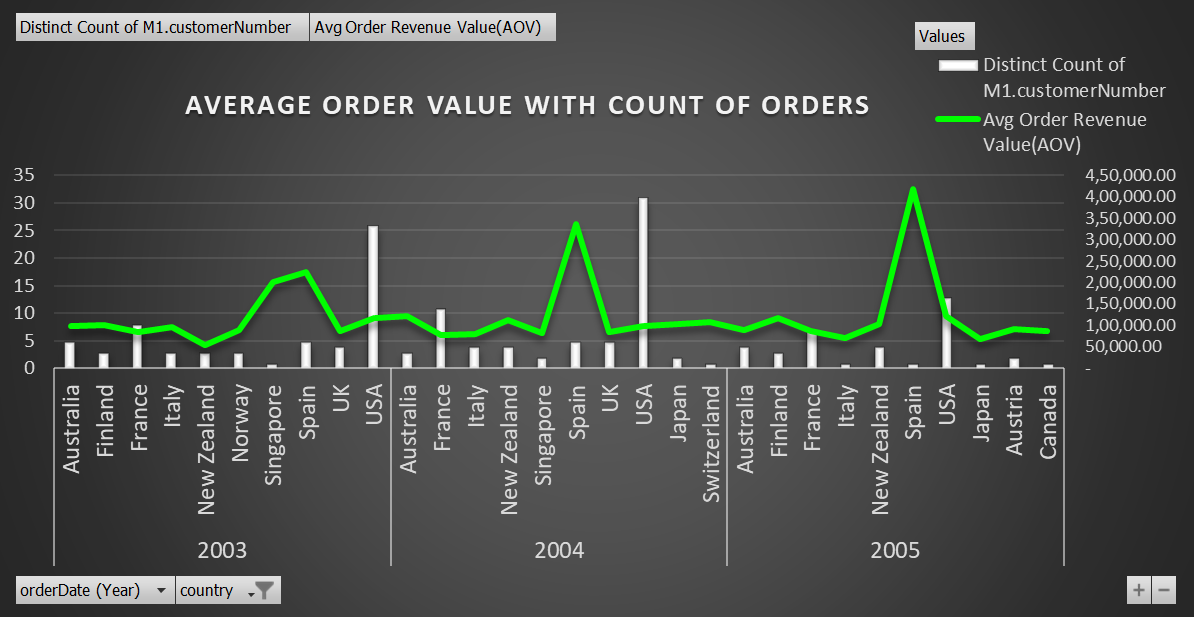 Distinct Count of M1.customerNumber
Avg Order Revenue Value(AOV)
Values
Distinct Count of
M1.customerNumber
Avg Order Revenue
Value(AOV)
AVERAGE ORDER VALUE WITH COUNT OF ORDERS
35
30
25
20
15
10
5
0
4,50,000.00
4,00,000.00
3,50,000.00
3,00,000.00
2,50,000.00
2,00,000.00
1,50,000.00
1,00,000.00
50,000.00
-
Australia
Finland
France
Italy
New Zealand
Norway
Singapore
Spain
UK
USA
Australia
France
Italy
New Zealand
Singapore
Spain
UK
USA
Japan
Switzerland
Australia
Finland
France
Italy
New Zealand
Spain
USA
Japan
Austria
Canada
2003
2004
2005
orderDate (Year)
country
+ −